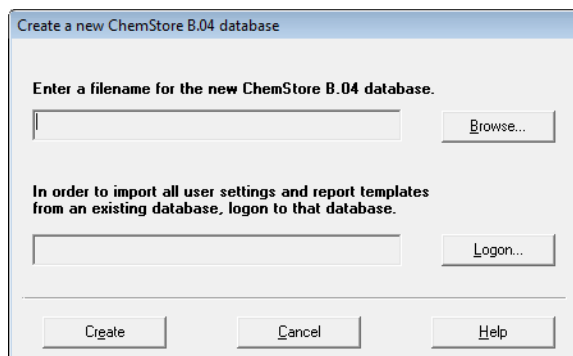 Create a new ChemStore B.04 database
Enter a filename for the new ChemStore B.04 database.
Browse...
In order to import all user settings and report templates
from an existing database, logon to that database.
Logon...
Create
Cancel
Help